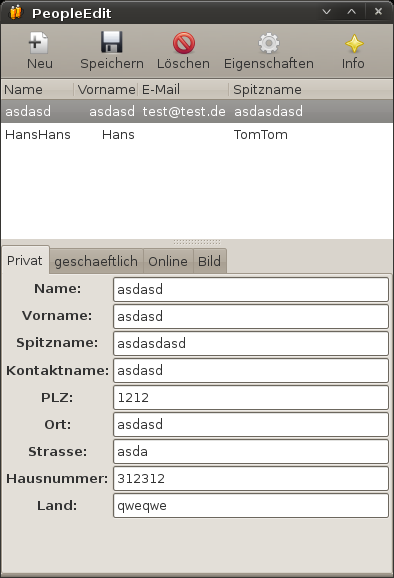 PeopleEdit
Neu Speichern Löschen Eigenschaften Info
Name Vorname E-Mail Spitzname
asdasd asdasd test@test.de asdasdasd
HansHans Hans TomTom
Privat geschaeftlich Online Bild
Name: asdasd
Vorname: asdasd
Spitzname: asdasdasd
Kontaktname: asdasd
PLZ: 1212
Ort: asdasd
Strasse: asda
Hausnummer: 312312
Land: qweqwe